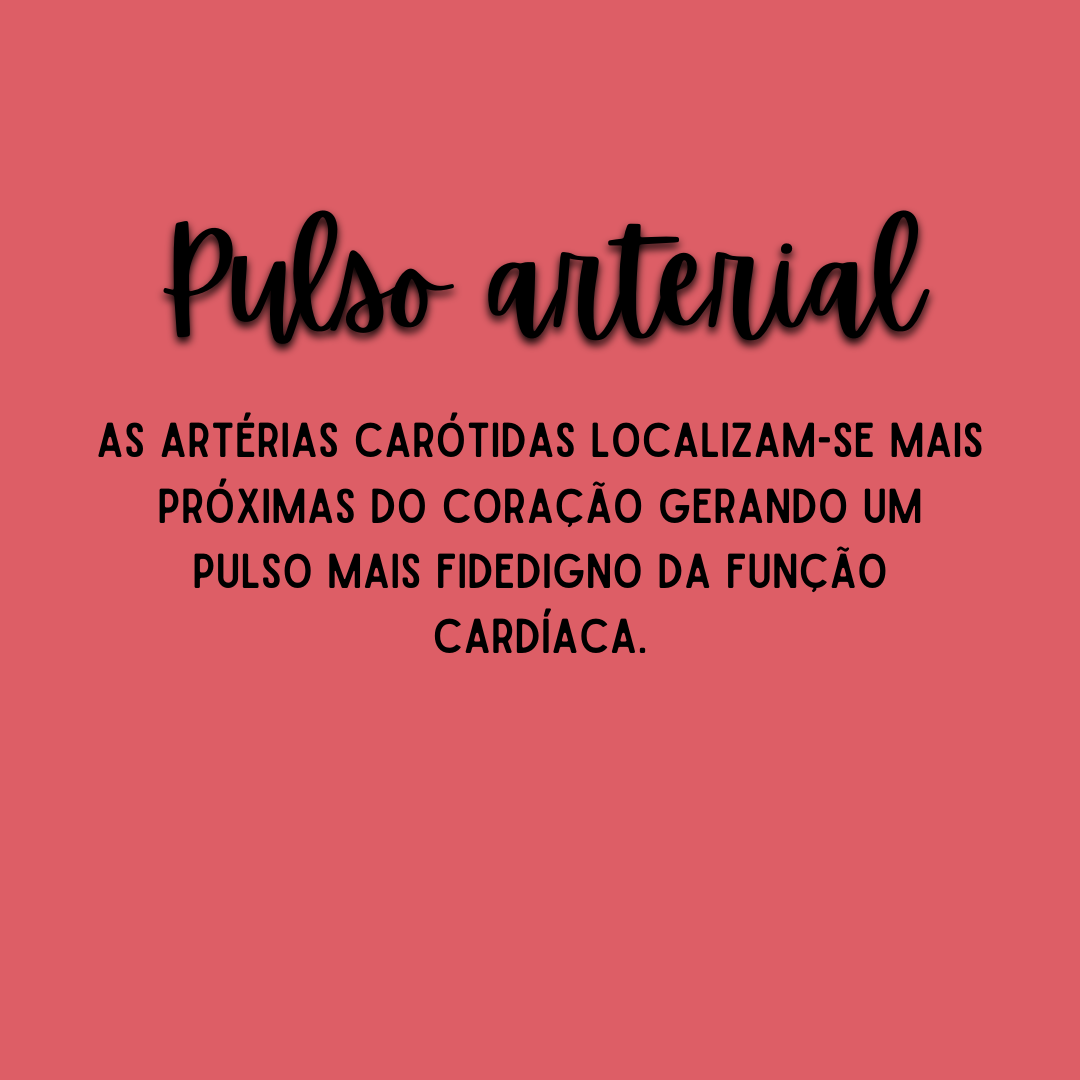 Pulso arterial
AS ARTÉRIAS CARÓTIDAS LOCALIZAM-SE MAIS
PRÓXIMAS DO CORAÇÃO GERANDO UM
PULSO MAIS FIDEDIGNO DA FUNÇÃO
CARDÍACA.